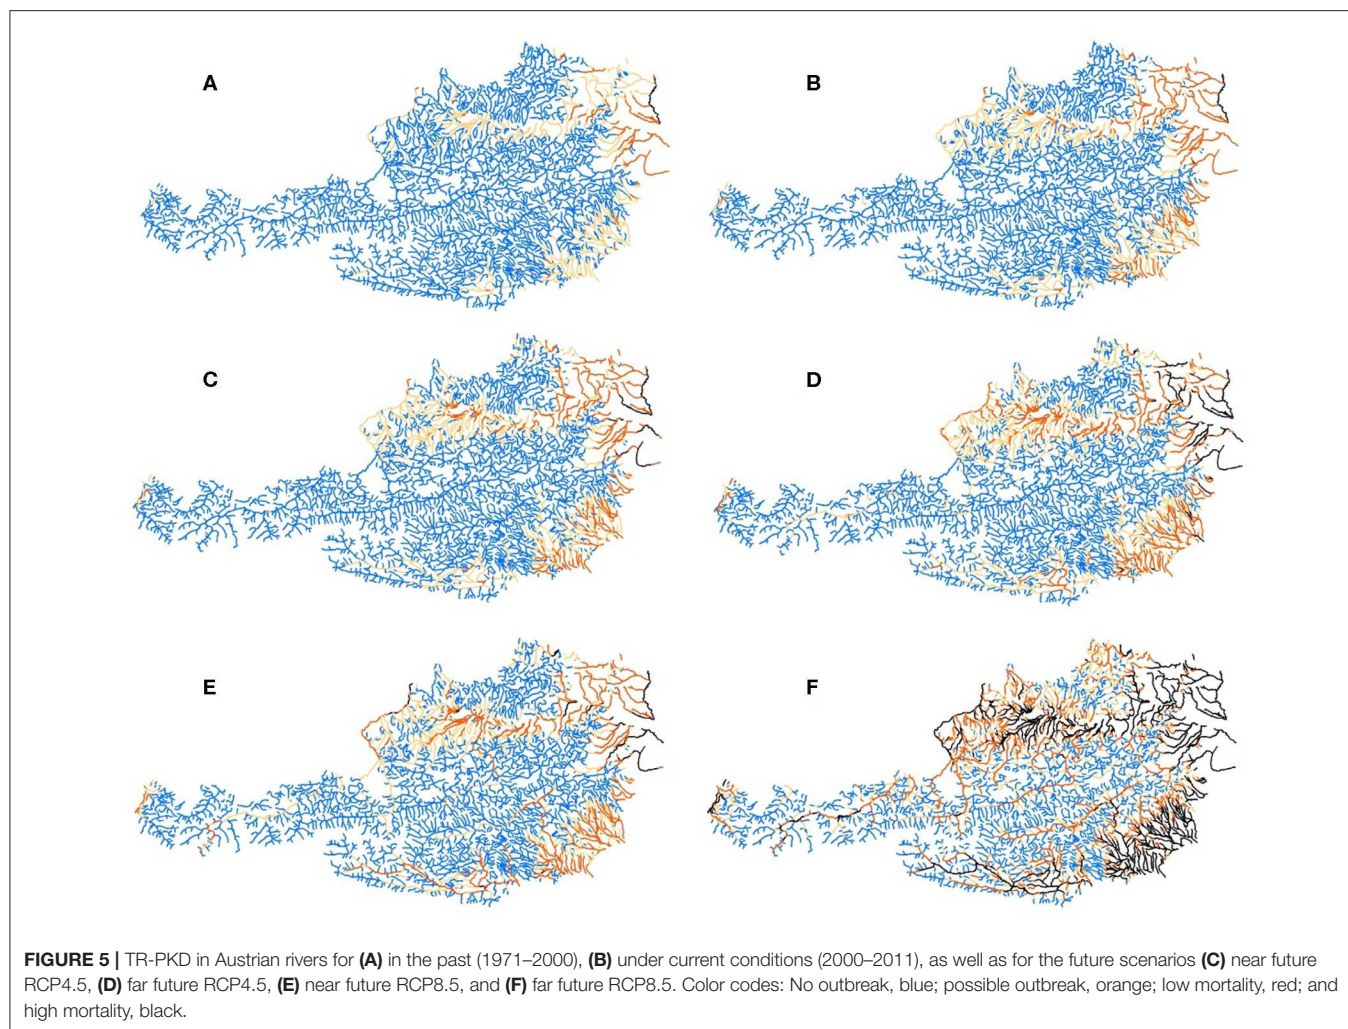 A
B
C
D
E
F
FIGURE 5 | TR-PKD in Austrian rivers for (A) in the past (1971–2000), (B) under current conditions (2000–2011), as well as for the future scenarios (C) near future
RCP4.5, (D) far future RCP4.5, (E) near future RCP8.5, and (F) far future RCP8.5. Color codes: No outbreak, blue; possible outbreak, orange; low mortality, red; and
high mortality, black.